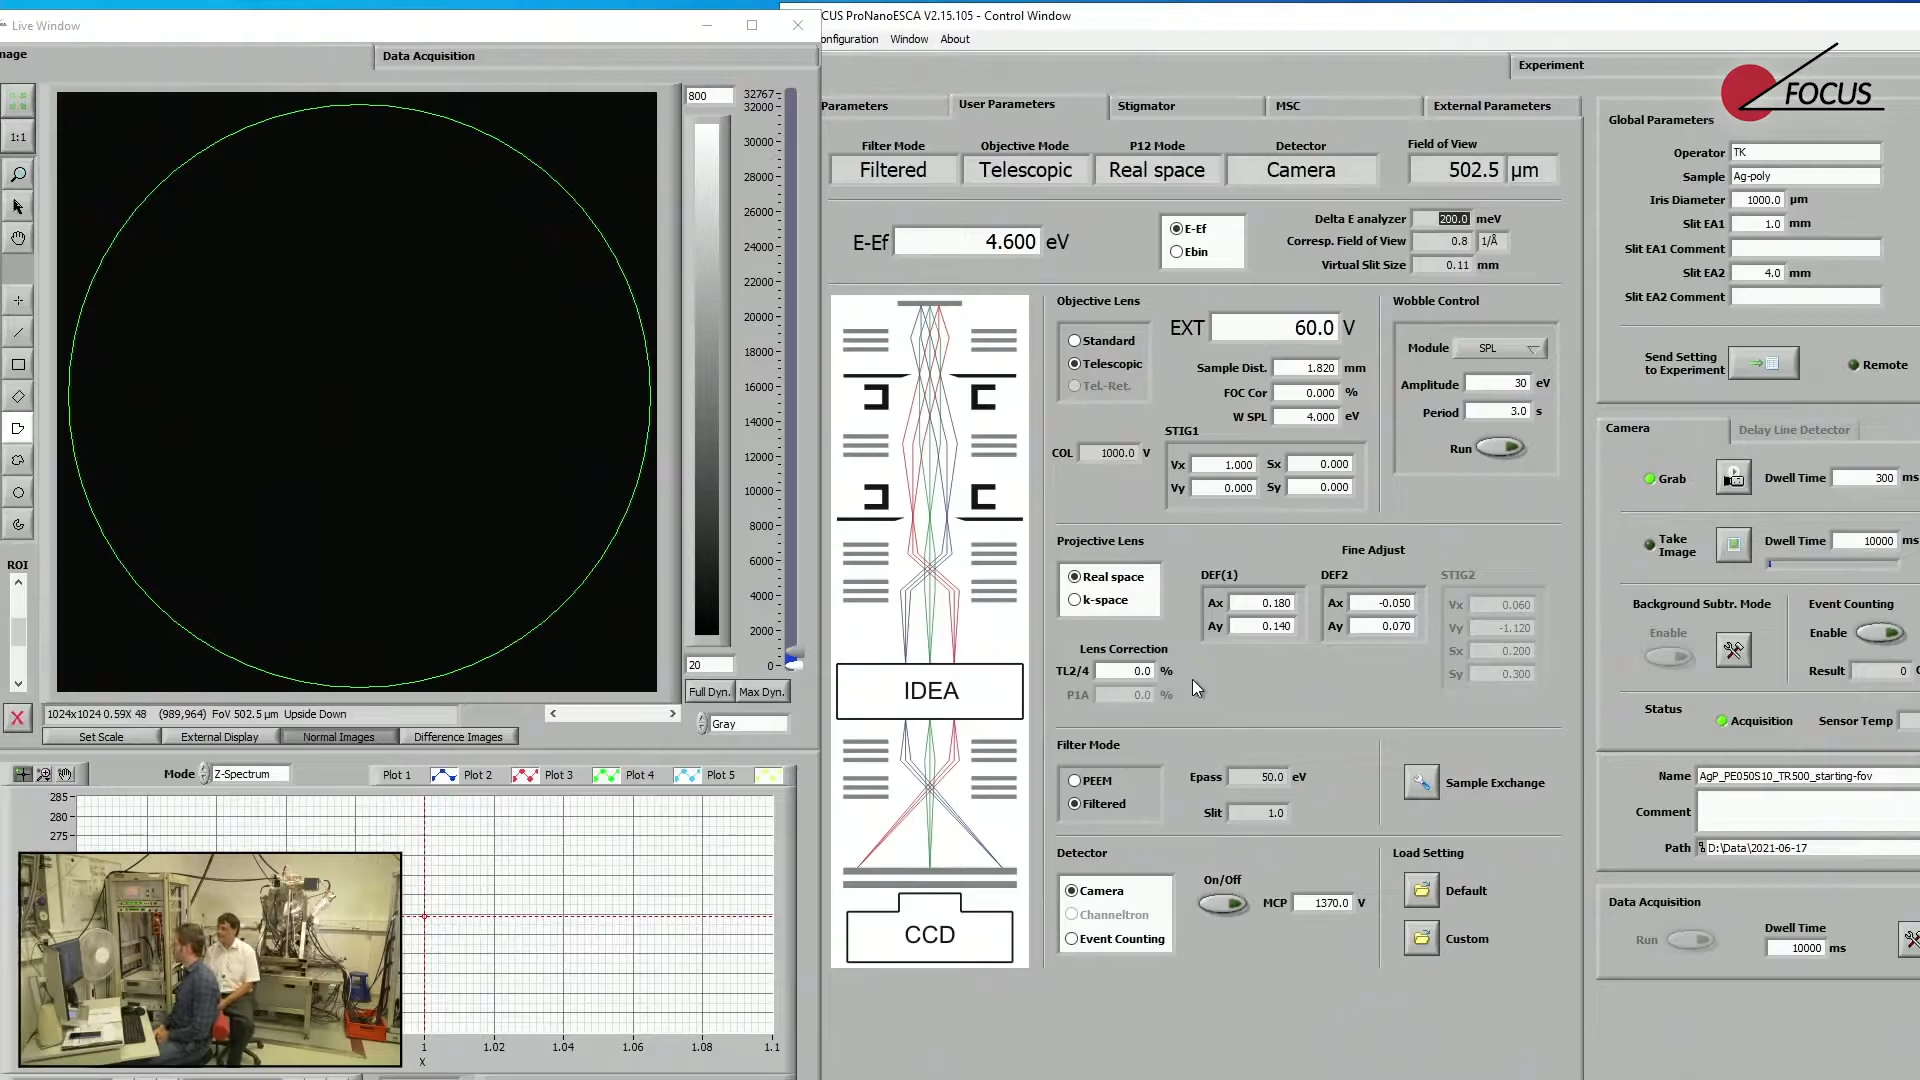 Live Window
mage
Data Acquisition
1:1
ROI
800
20
32767
32000
30000
28000
26000
24000
22000
20000
18000
16000
14000
12000
10000
8000
6000
4000
2000
0
Full Dyn.
Max Dyn.
Gray
1024x1024 0.59X 48 (989,964) FoV 502.5 µm Upside Down
Set Scale
External Display
Normal Images
Difference Images
Mode
Z-Spectrum
Plot 1
Plot 2
Plot 3
Plot 4
Plot 5
285
280
275
1
1.02
1.04
1.06
1.08
1.1
X
CUS ProNanoESCA V2.15.105 - Control Window
onfiguration Window About
Experiment
Parameters
User Parameters
Stigmator
MSC
External Parameters
Filter Mode
Filtered
Objective Mode
Telescopic
P12 Mode
Real space
Detector
Camera
Field of View
502.5 µm
E-Ef 4.600 eV
E-Ef
Ebin
Delta E analyzer 200.0 meV
Corresp. Field of View 0.8 1/Å
Virtual Slit Size 0.11 mm
IDEA
CCD
Objective Lens
Standard
Telescopic
Tel.-Ret.
EXT 60.0 V
Sample Dist. 1.820 mm
FOC Cor 0.000 %
W SPL 4.000 eV
COL 1000.0 V
STIG1
Vx 1.000 Sx 0.000
Vy 0.000 Sy 0.000
Wobble Control
Module SPL
Amplitude 30 eV
Period 3.0 s
Run
Projective Lens
Real space
k-space
Fine Adjust
DEF(1)
Ax 0.180
Ay 0.140
DEF2
Ax -0.050
Ay 0.070
STIG2
Vx 0.060
Vy -1.120
Sx 0.200
Sy 0.300
Lens Correction
TL2/4 0.0 %
P1A 0.0 %
Filter Mode
PEEM
Filtered
Epass 50.0 eV
Slit 1.0
Sample Exchange
Detector
Camera
Channeltron
Event Counting
On/Off
MCP 1370.0 V
Load Setting
Default
Custom
FOCUS
Global Parameters
Operator TK
Sample Ag-poly
Iris Diameter 1000.0 µm
Slit EA1 1.0 mm
Slit EA1 Comment
Slit EA2 4.0 mm
Slit EA2 Comment
Send Setting
to Experiment
Remote
Camera
Delay Line Detector
Grab
Dwell Time 300 ms
Take
Image
Dwell Time 10000 ms
Background Subtr. Mode
Enable
Event Counting
Enable
Result 0
Status
Acquisition
Sensor Temp
Name AgP_PE050S10_TR500_starting-fov
Comment
Path D:\Data\2021-06-17
Data Acquisition
Run
Dwell Time
10000 ms